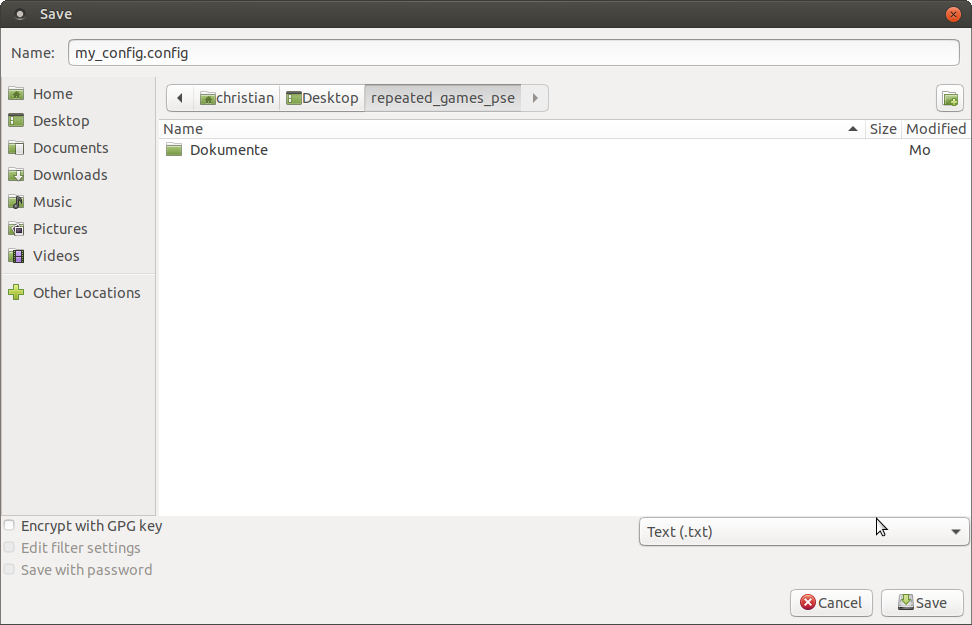 Save
Name: my_config.config
christian Desktop repeated_games_pse
Home
Desktop
Documents
Downloads
Music
Pictures
Videos
Other Locations
Name Size Modified
Dokumente Mo
Encrypt with GPG key
Edit filter settings
Save with password
Text (.txt)
Cancel Save